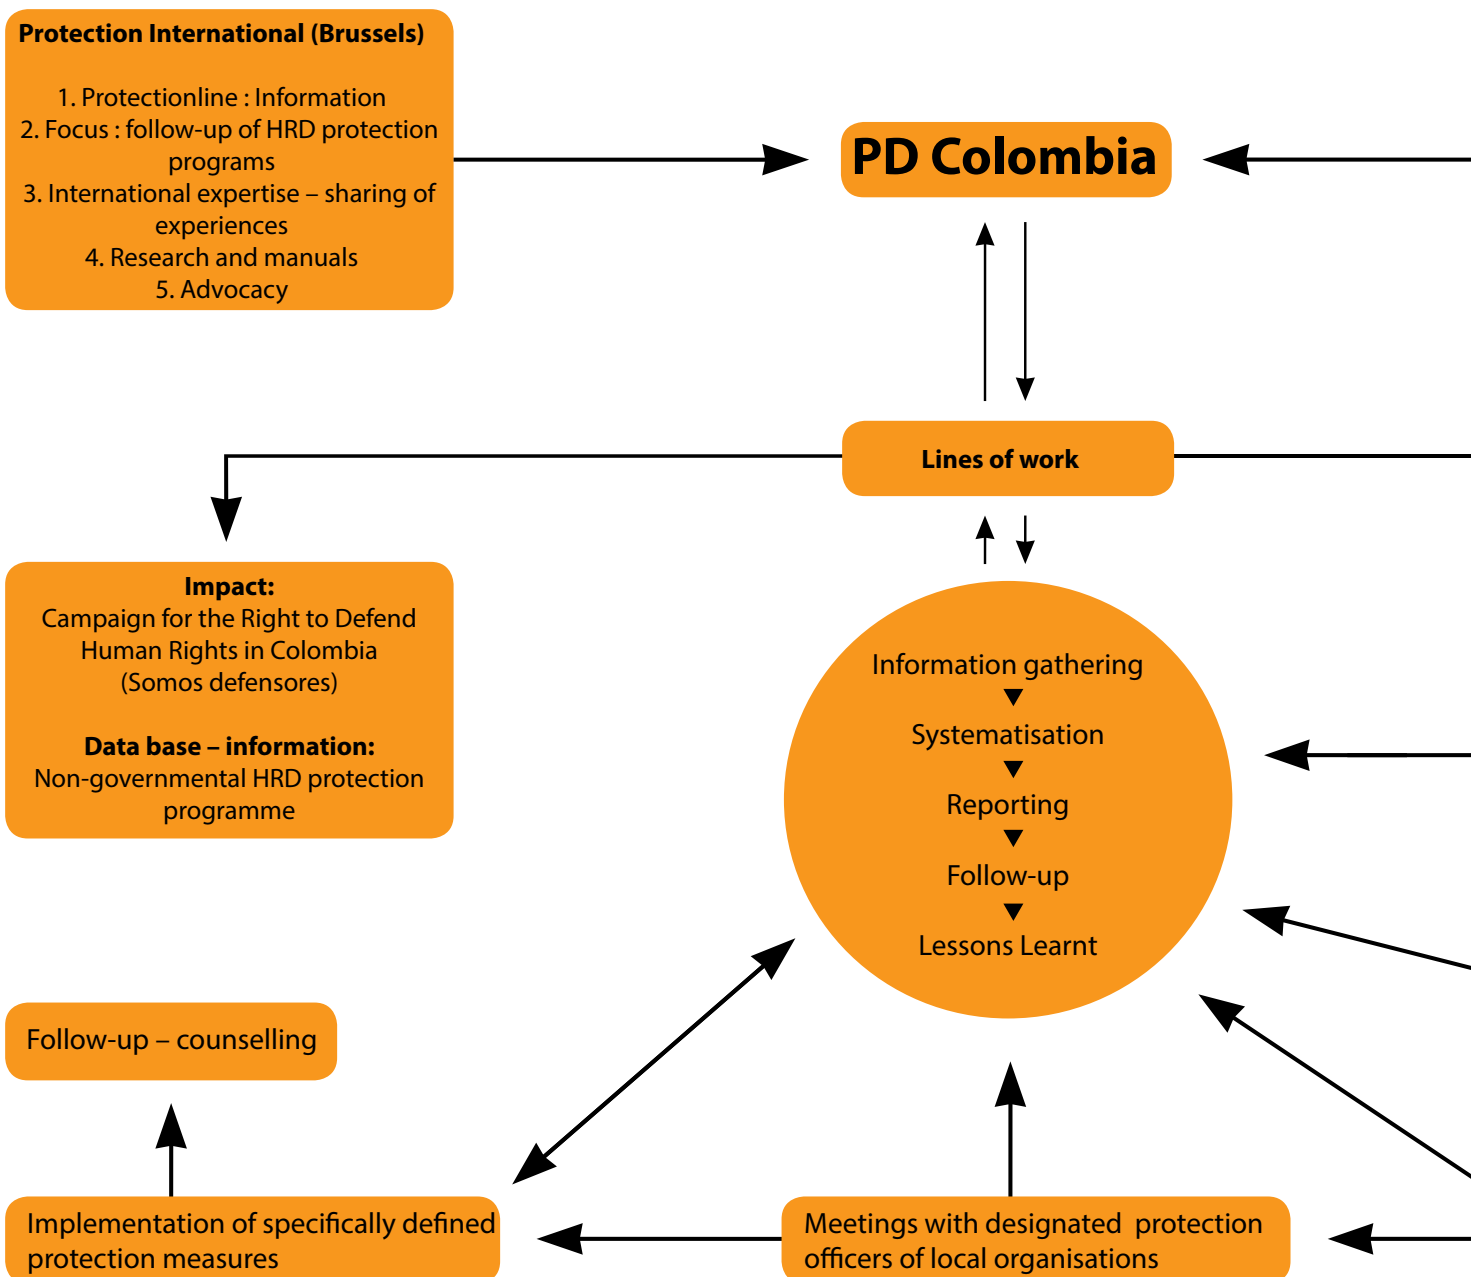 Protection International (Brussels)
1. Protectionline : Information
2. Focus : follow-up of HRD protection
programs
3. International expertise – sharing of
experiences
4. Research and manuals
5. Advocacy
PD Colombia
Lines of work
Impact:
Campaign for the Right to Defend
Human Rights in Colombia
(Somos defensores)
Data base – information:
Non-governmental HRD protection
programme
Information gathering
Systematisation
Reporting
Follow-up
Lessons Learnt
Follow-up – counselling
Implementation of specifically defined
protection measures
Meetings with designated protection
officers of local organisations